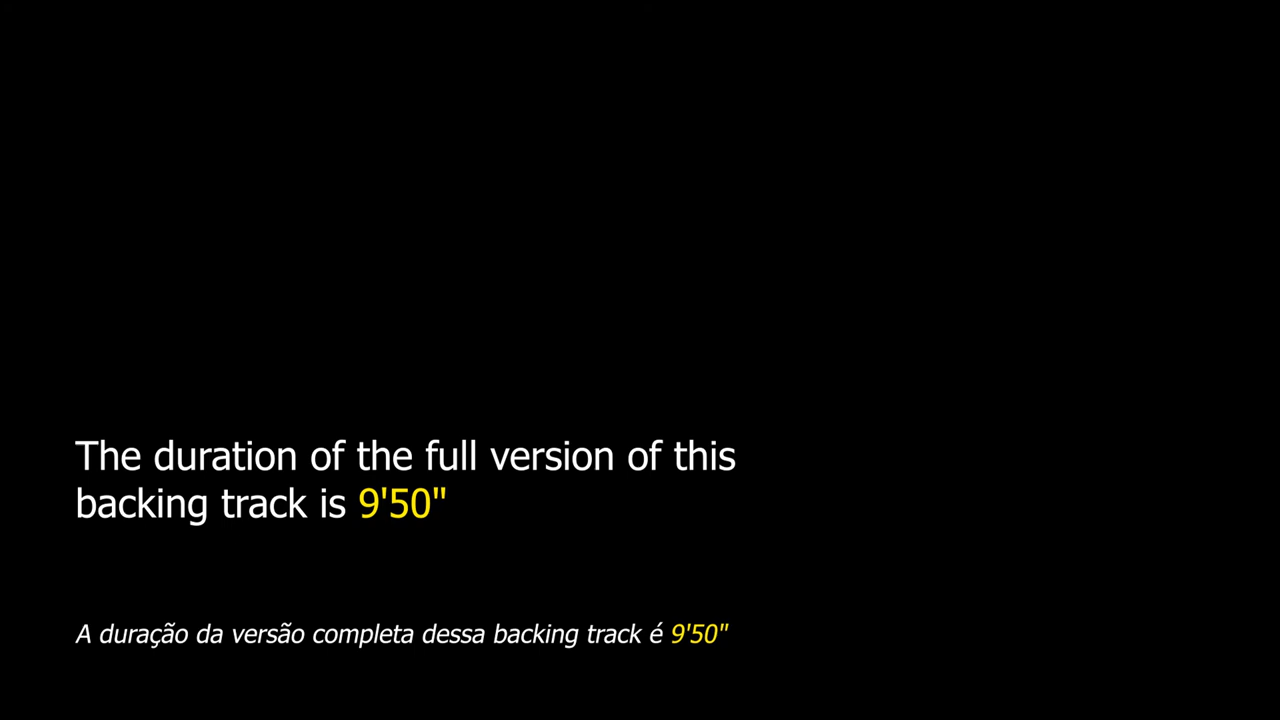 The duration of the full version of this
backing track is 9'50"
A duração da versão completa dessa backing track é 9'50"